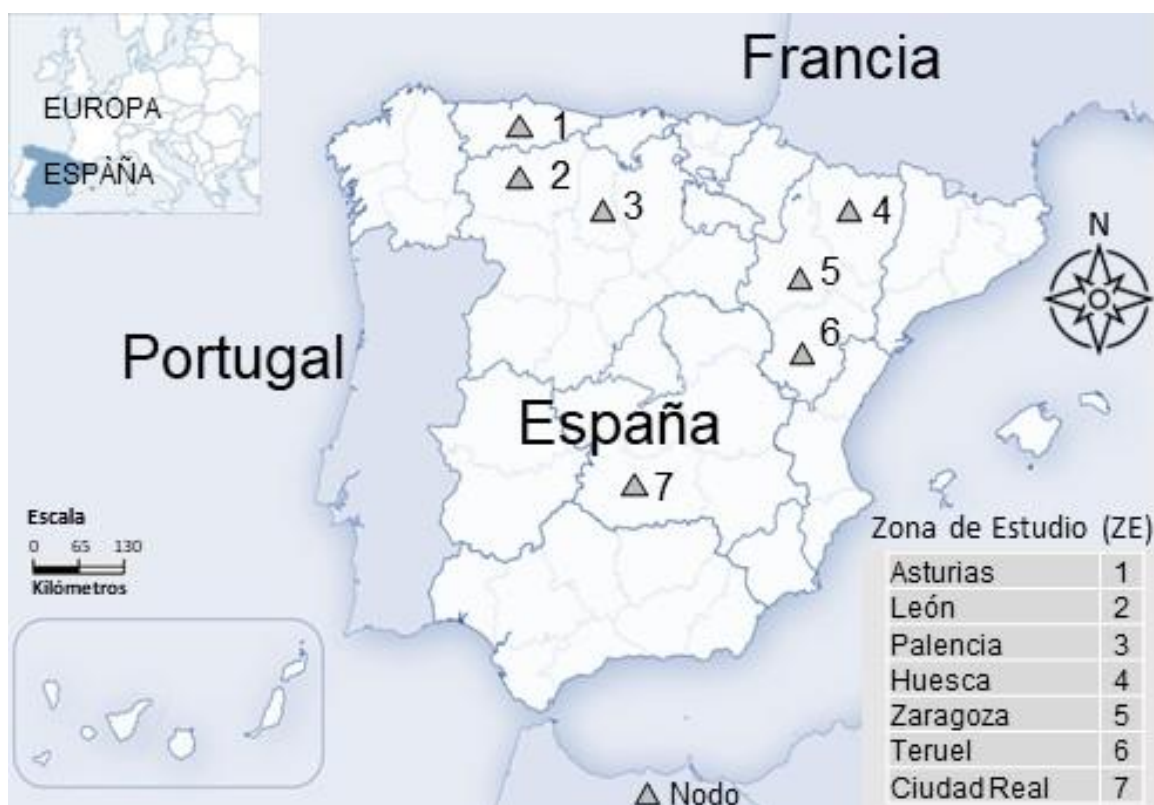 Francia
EUROPA
ESPÀÑA
1
2
3
4
5
6
N
Portugal
España
7
Escala
0 65 130
Kilómetros
Zona de Estudio (ZE)
Asturias 1
León 2
Palencia 3
Huesca 4
Zaragoza 5
Teruel 6
Ciudad Real 7
Nodo